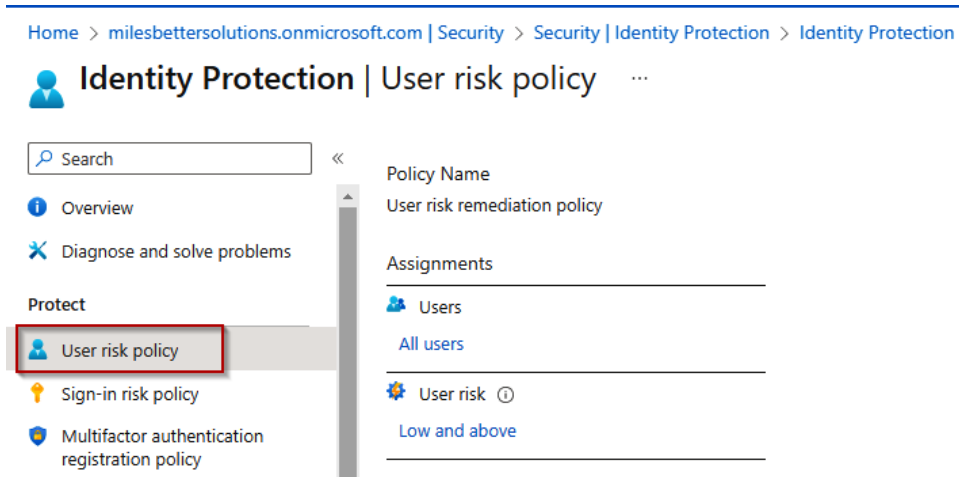 Home > milesbettersolutions.onmicrosoft.com | Security > Security | Identity Protection > Identity Protection
Identity Protection | User risk policy ...
Search «
Overview
Diagnose and solve problems
Protect
User risk policy
Sign-in risk policy
Multifactor authentication
registration policy
Policy Name
User risk remediation policy
Assignments
Users
All users
User risk
Low and above